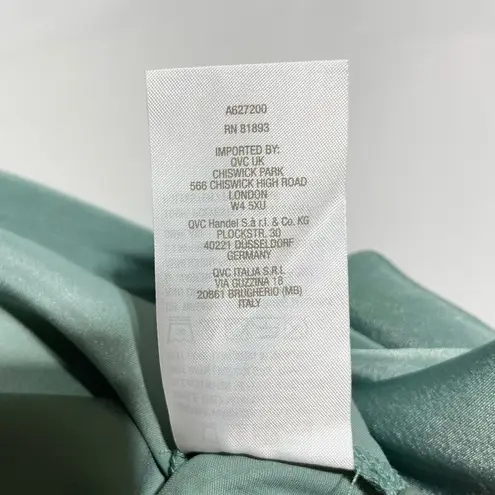 A627200
RN 81893
IMPORTED BY:
QVC UK
CHISWICK PARK
566 CHISWICK HIGH ROAD
LONDON
W4 5XU
QVC Handel S.à r.l. & Co. KG
PLOCKSTR. 30
40221 DÜSSELDORF
GERMANY
QVC ITALIA S.R.L
VIA GUZZINA 18
20861 BRUGHERIO (MB)
ITALY